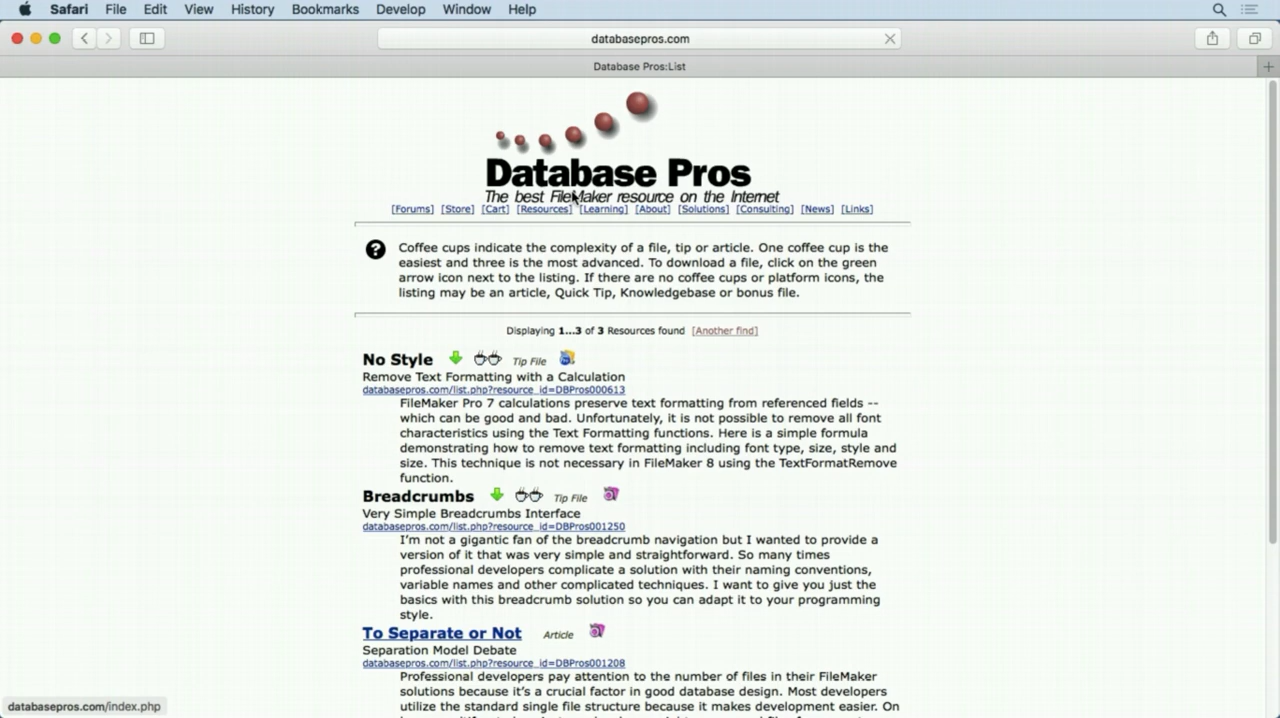 Safari File Edit View History Bookmarks Develop Window Help
databasepros.com
Database Pros:List
Database Pros
The best FileMaker resource on the Internet
[Forums] [Store] [Cart] [Resources] [Learning] [About] [Solutions] [Consulting] [News] [Links]
Coffee cups indicate the complexity of a file, tip or article. One coffee cup is the
easiest and three is the most advanced. To download a file, click on the green
arrow icon next to the listing. If there are no coffee cups or platform icons, the
listing may be an article, Quick Tip, Knowledgebase or bonus file.
Displaying 1...3 of 3 Resources found [Another find]
No Style Tip File
Remove Text Formatting with a Calculation
databasepros.com/list.php?resource_id=DBPros000613
FileMaker Pro 7 calculations preserve text formatting from referenced fields --
which can be good and bad. Unfortunately, it is not possible to remove all font
characteristics using the Text Formatting functions. Here is a simple formula
demonstrating how to remove text formatting including font type, size, style and
size. This technique is not necessary in FileMaker 8 using the TextFormatRemove
function.
Breadcrumbs Tip File
Very Simple Breadcrumbs Interface
databasepros.com/list.php?resource_id=DBPros001250
I'm not a gigantic fan of the breadcrumb navigation but I wanted to provide a
version of it that was very simple and straightforward. So many times
professional developers complicate a solution with their naming conventions,
variable names and other complicated techniques. I want to give you just the
basics with this breadcrumb solution so you can adapt it to your programming
style.
To Separate or Not Article
Separation Model Debate
databasepros.com/list.php?resource_id=DBPros001208
Professional developers pay attention to the number of files in their FileMaker
solutions because it's a crucial factor in good database design. Most developers
utilize the standard single file structure because it makes development easier. On
databasepros.com/index.php